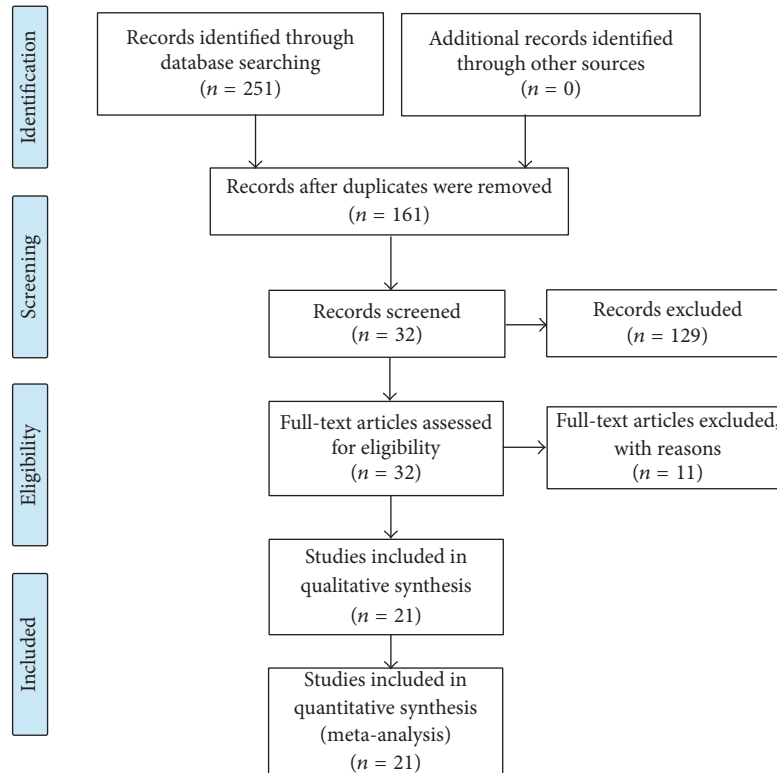 Identification
Records identified through
database searching
(n = 251)
Additional records identified
through other sources
(n = 0)
Records after duplicates were removed
(n = 161)
Screening
Records screened
(n = 32)
Records excluded
(n = 129)
Eligibility
Full-text articles assessed
for eligibility
(n = 32)
Full-text articles excluded,
with reasons
(n = 11)
Studies included in
qualitative synthesis
(n = 21)
Included
Studies included in
quantitative synthesis
(meta-analysis)
(n = 21)